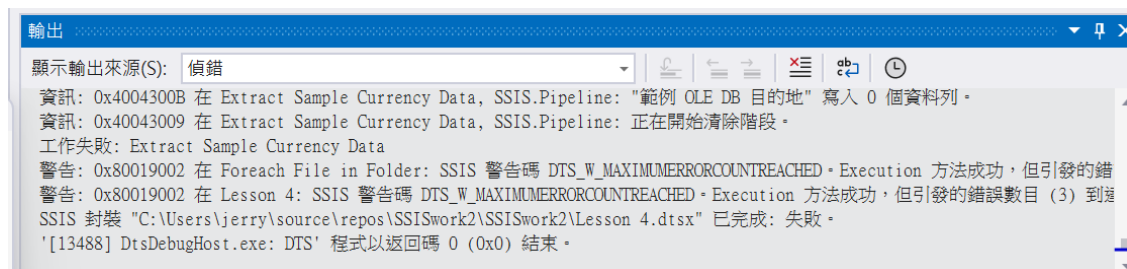 輸出
顯示輸出來源(S): 偵錯
資訊: 0x4004300B 在 Extract Sample Currency Data, SSIS.Pipeline: "範例 OLE DB 目的地" 寫入 0 個資料列。
資訊: 0x40043009 在 Extract Sample Currency Data, SSIS.Pipeline: 正在開始清除階段。
工作失敗: Extract Sample Currency Data
警告: 0x80019002 在 Foreach File in Folder: SSIS 警告碼 DTS_W_MAXIMUMERRORCOUNTREACHED。Execution 方法成功，但引發的錯
警告: 0x80019002 在 Lesson 4: SSIS 警告碼 DTS_W_MAXIMUMERRORCOUNTREACHED。Execution 方法成功，但引發的錯誤數目 (3) 到達
SSIS 封裝 "C:\Users\jerry\source\repos\SSISwork2\SSISwork2\Lesson 4.dtsx" 已完成: 失敗。
'[13488] DtsDebugHost.exe: DTS' 程式以返回碼 0 (0x0) 結束。